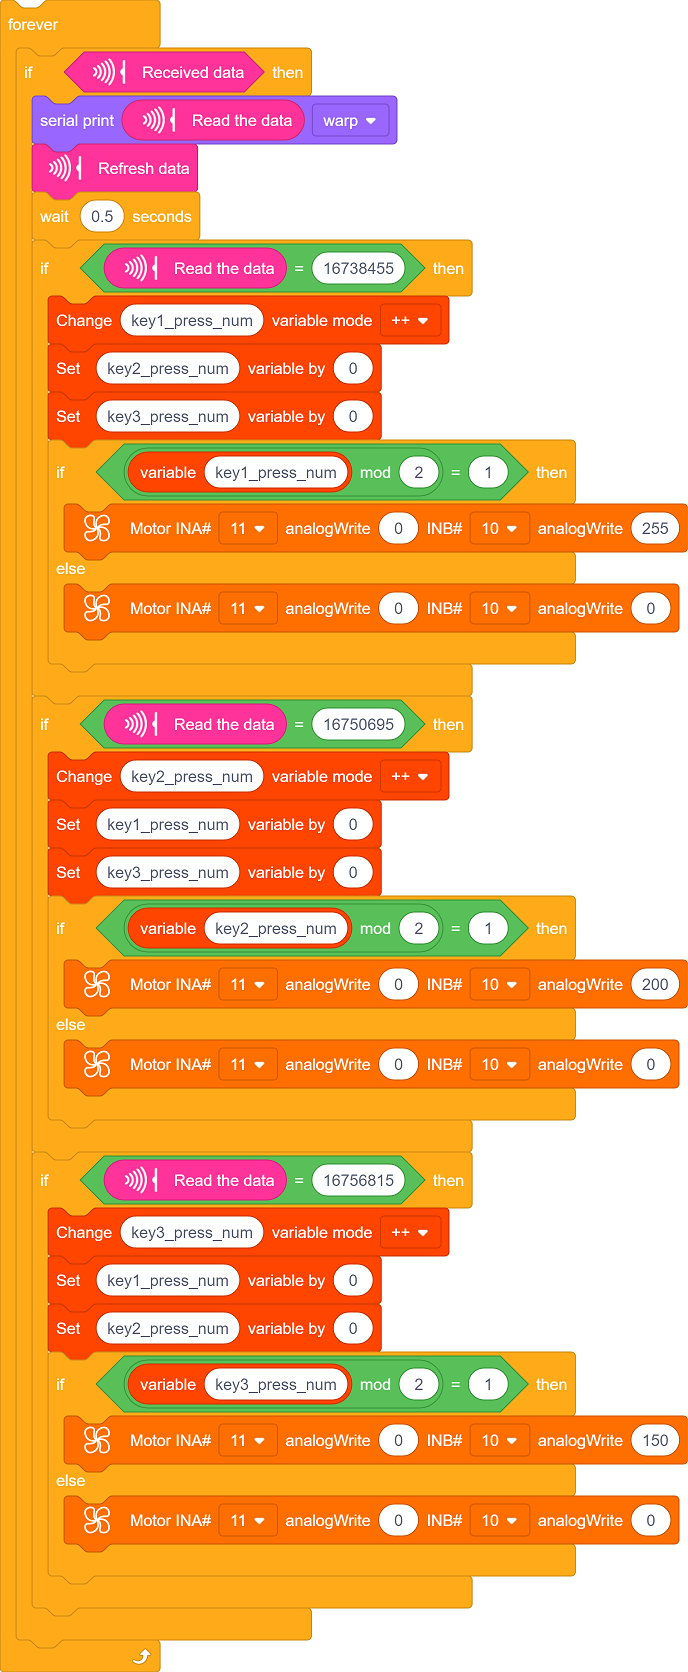 forever
if Received data then
serial print Read the data warp
Refresh data
wait 0.5 seconds
if Read the data = 16738455 then
Change key1_press_num variable mode ++
Set key2_press_num variable by 0
Set key3_press_num variable by 0
if variable key1_press_num mod 2 = 1 then
Motor INA# 11 analogWrite 0 INB# 10 analogWrite 255
else
Motor INA# 11 analogWrite 0 INB# 10 analogWrite 0
if Read the data = 16750695 then
Change key2_press_num variable mode ++
Set key1_press_num variable by 0
Set key3_press_num variable by 0
if variable key2_press_num mod 2 = 1 then
Motor INA# 11 analogWrite 0 INB# 10 analogWrite 200
else
Motor INA# 11 analogWrite 0 INB# 10 analogWrite 0
if Read the data = 16756815 then
Change key3_press_num variable mode ++
Set key1_press_num variable by 0
Set key2_press_num variable by 0
if variable key3_press_num mod 2 = 1 then
Motor INA# 11 analogWrite 0 INB# 10 analogWrite 150
else
Motor INA# 11 analogWrite 0 INB# 10 analogWrite 0